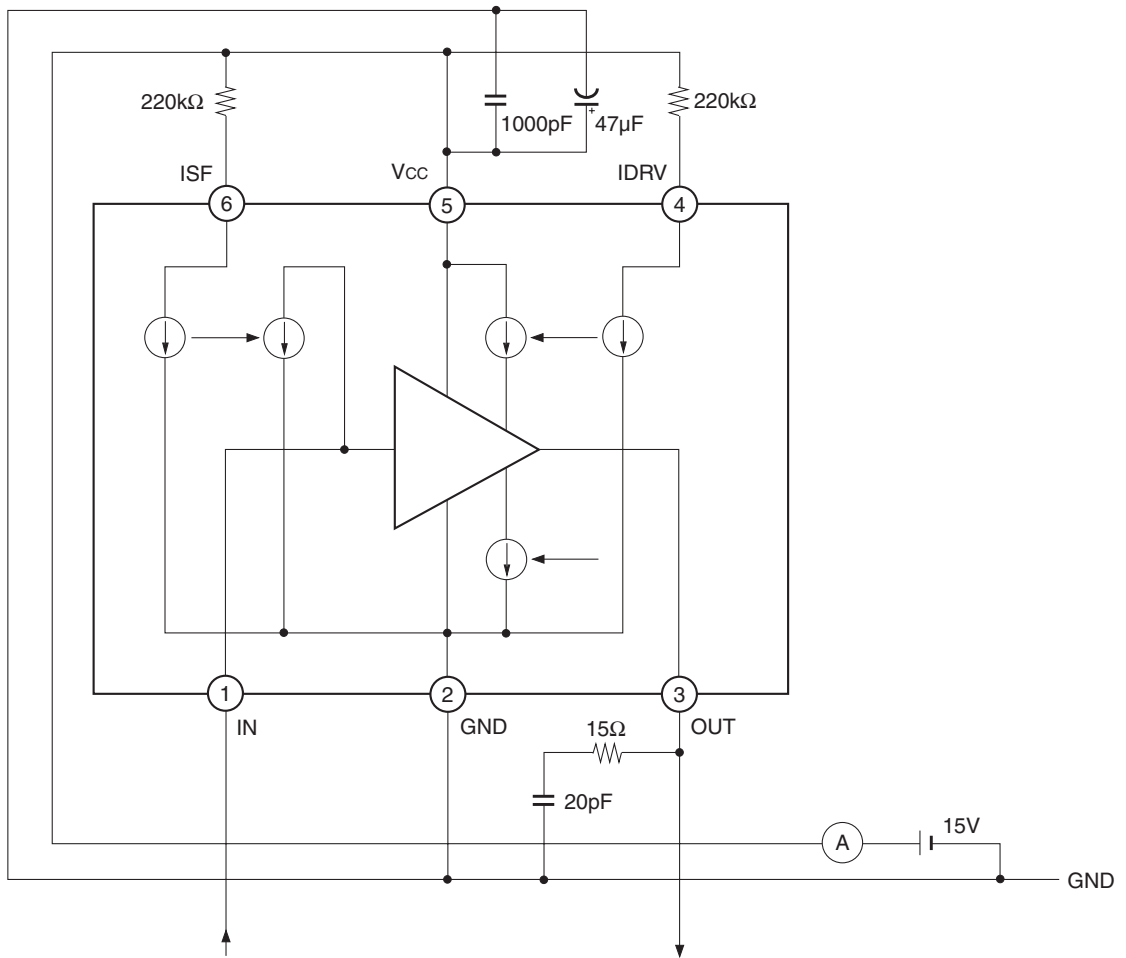 220kΩ
1000pF
+
47µF
220kΩ
ISF
VCC
IDRV
6
5
4
1
2
3
IN
GND
OUT
15Ω
20pF
A
15V
GND